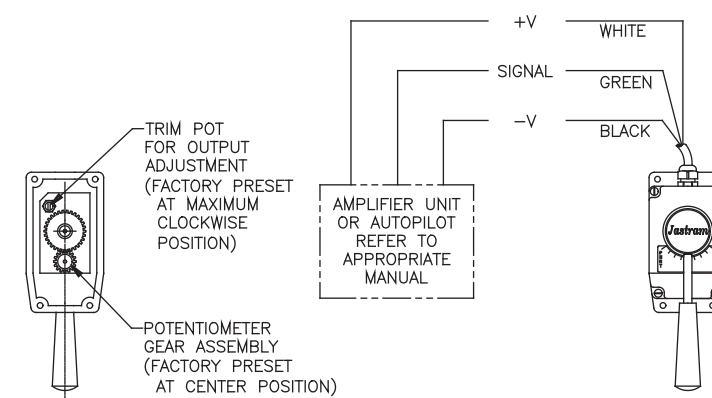 +V
WHITE
SIGNAL
GREEN
−V
BLACK
TRIM POT
FOR OUTPUT
ADJUSTMENT
(FACTORY PRESET
AT MAXIMUM
CLOCKWISE
POSITION)
AMPLIFIER UNIT
OR AUTOPILOT
REFER TO
APPROPRIATE
MANUAL
Jastram
POTENTIOMETER
GEAR ASSEMBLY
(FACTORY PRESET
AT CENTER POSITION)